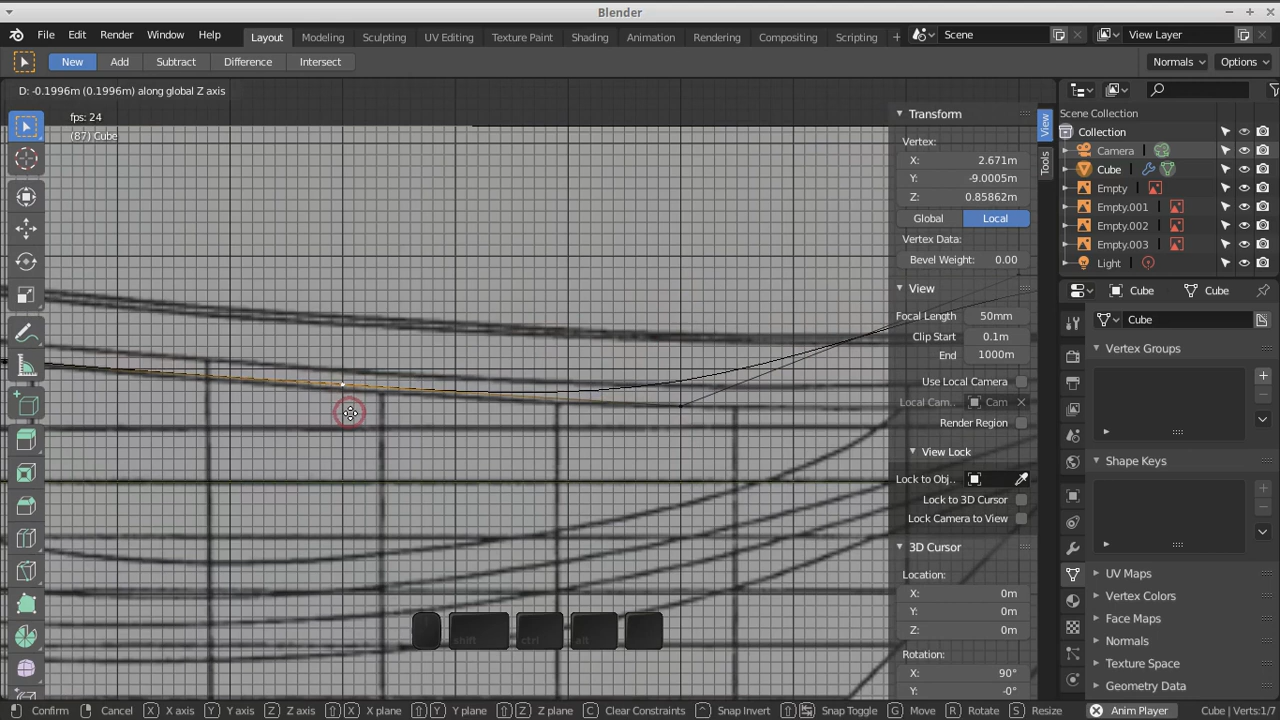 Blender
File Edit Render Window Help Layout Modeling Sculpting UV Editing Texture Paint Shading Animation Rendering Compositing Scripting + Scene View Layer
New Add Subtract Difference Intersect Normals Options
D: -0.1996m (0.1996m) along global Z axis
fps: 24
(87) Cube
Transform
Vertex:
X: 2.671m
Y: -9.0005m
Z: 0.85862m
Global Local
Vertex Data:
Bevel Weight: 0.00
View
Focal Length 50mm
Clip Start 0.1m
End 1000m
Use Local Camera
Local Cam.. Cam
Render Region
View Lock
Lock to Obj..
Lock to 3D Cursor
Lock Camera to View
3D Cursor
Location:
X: 0m
Y: 0m
Z: 0m
Rotation:
X: 90°
Y: -0°
View
Tools
Scene Collection
Collection
Camera
Cube
Empty
Empty.001
Empty.002
Empty.003
Light
Cube Cube
Cube
Vertex Groups
Shape Keys
UV Maps
Vertex Colors
Face Maps
Normals
Texture Space
Geometry Data
shift ctrl alt
Confirm Cancel X X axis Y Y axis Z Z axis X X plane Y Y plane Z Z plane C Clear Constraints Snap Invert Snap Toggle G Move R Rotate S Resize Anim Player Cube | Verts:1/7